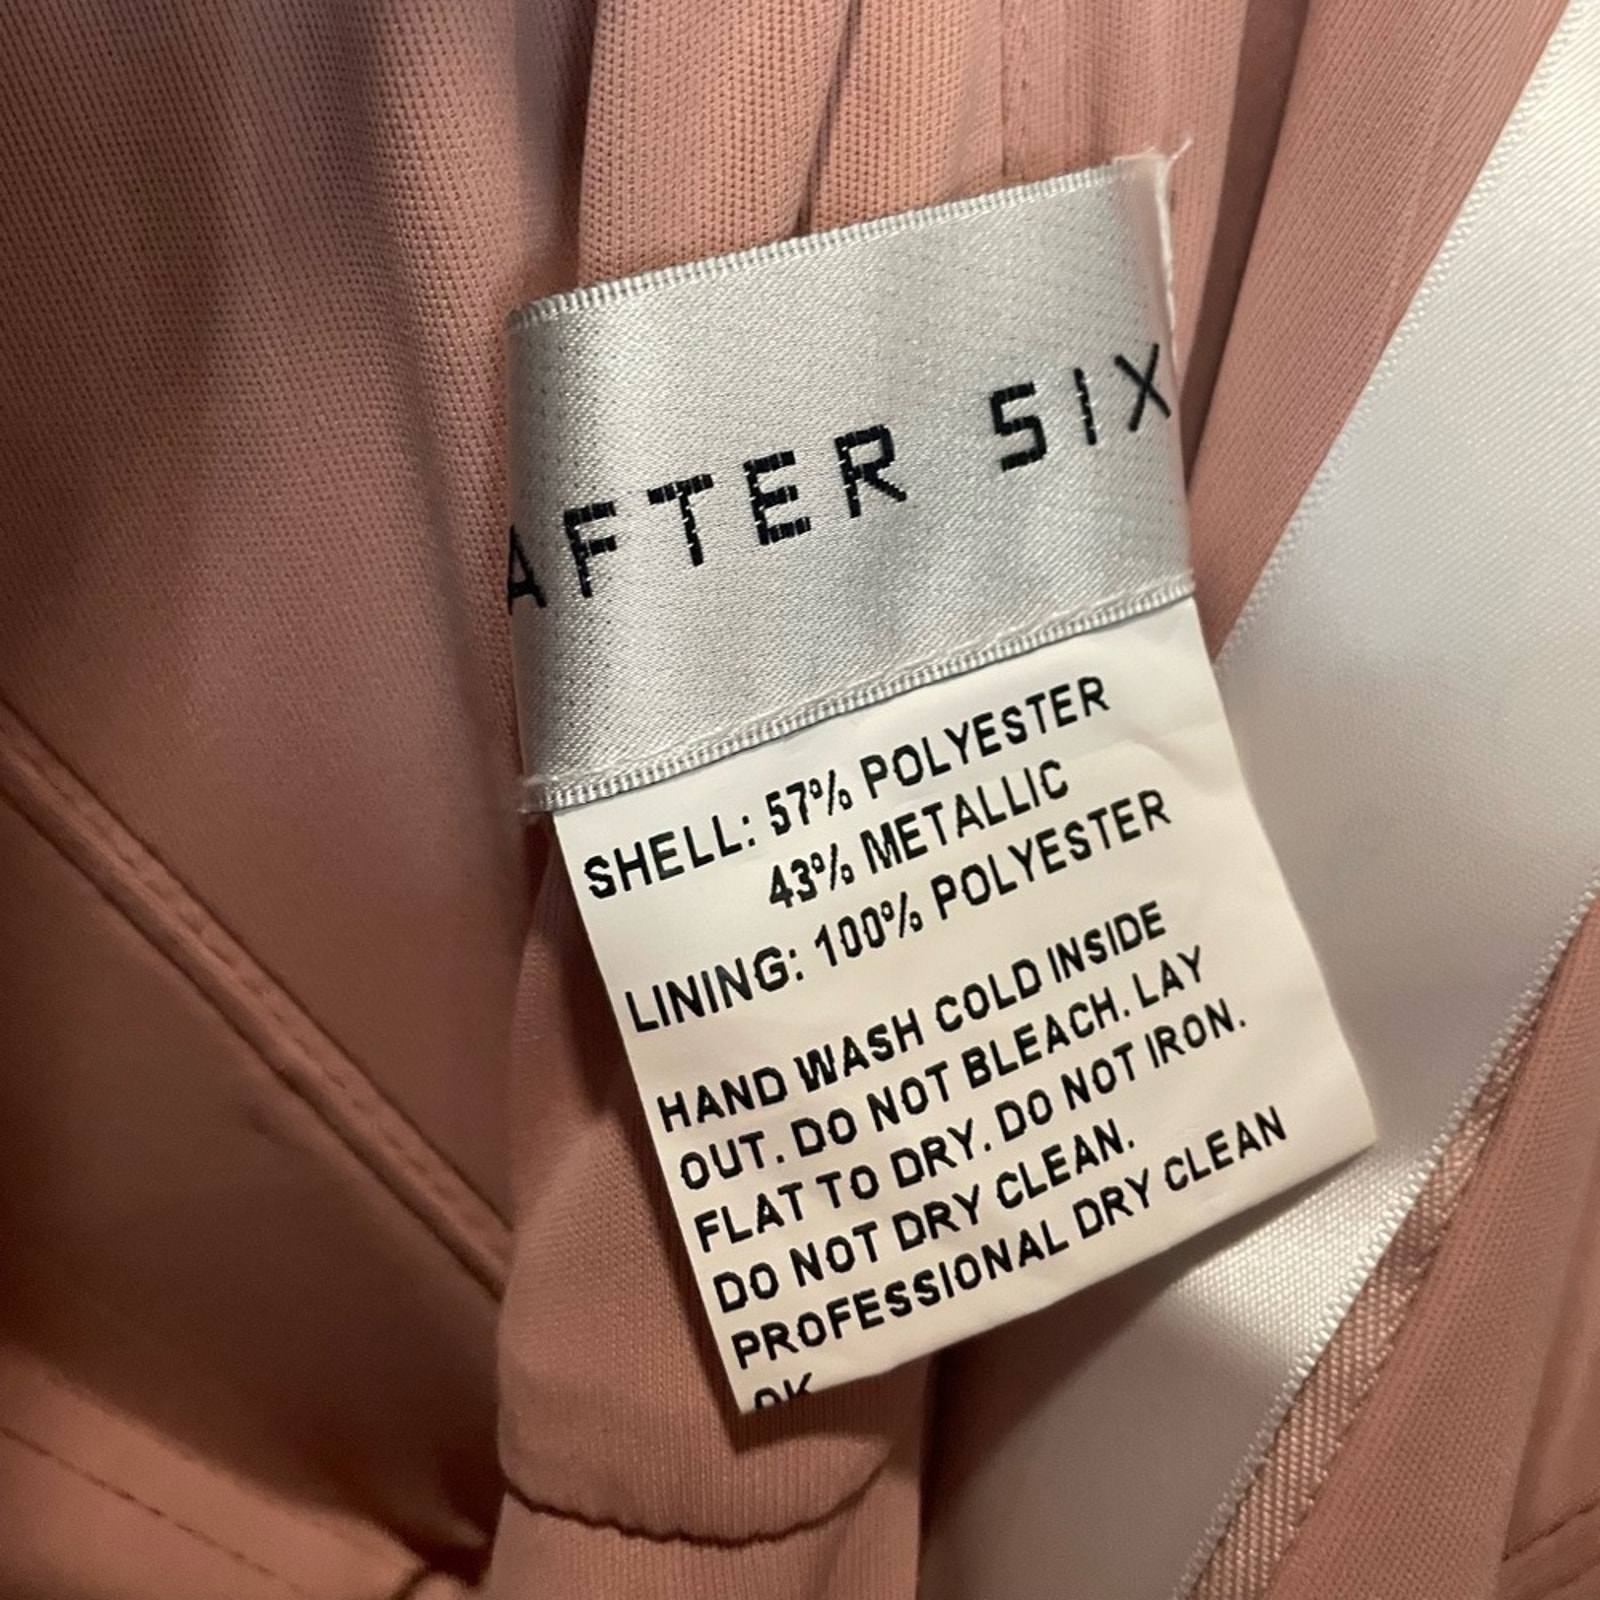 AFTER SIX
SHELL: 57% POLYESTER
43% METALLIC
LINING: 100% POLYESTER
HAND WASH COLD INSIDE
OUT. DO NOT BLEACH. LAY
FLAT TO DRY. DO NOT IRON.
DO NOT DRY CLEAN.
PROFESSIONAL DRY CLEAN
OK